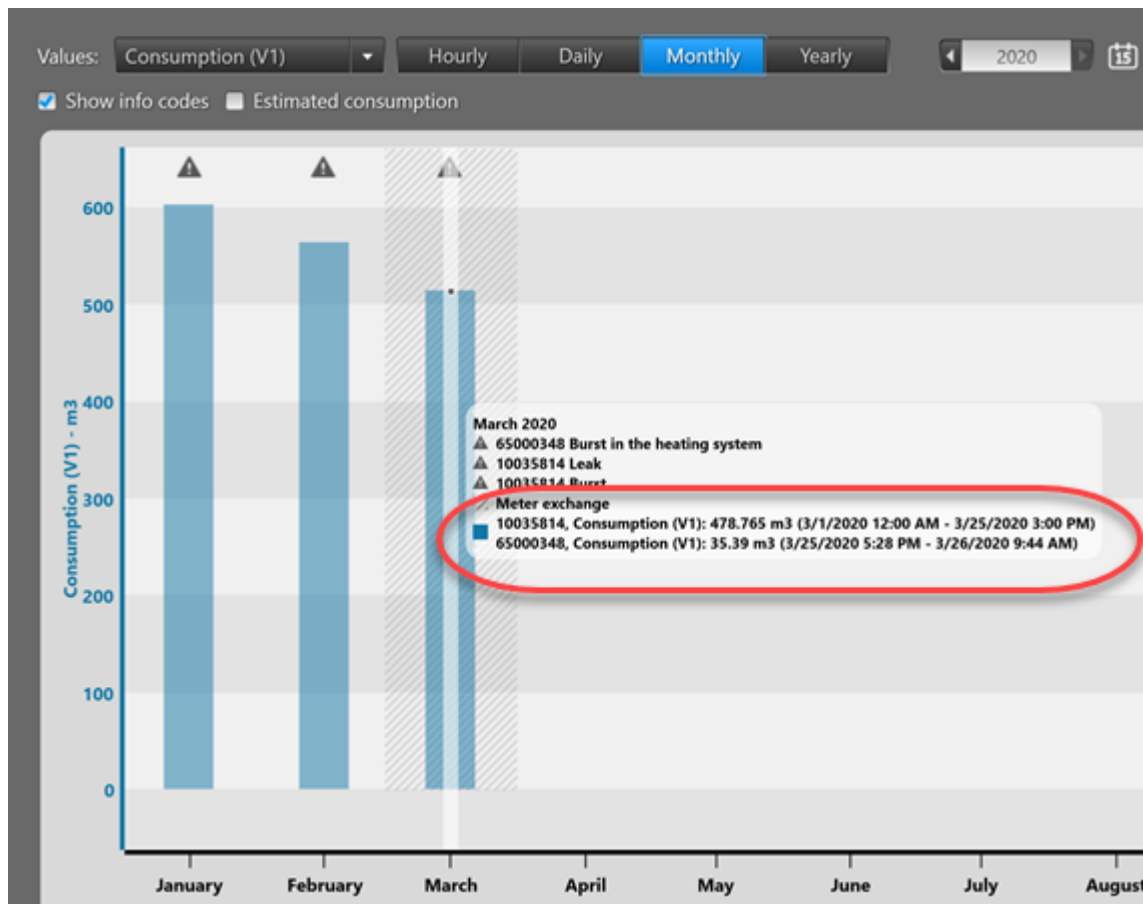 Values: Consumption (V1) Hourly Daily Monthly Yearly 2020 15
Show info codes Estimated consumption
600
500
400
300
200
100
0
Consumption (V1) - m3
March 2020
65000348 Burst in the heating system
10035814 Leak
10035814 Burst
Meter exchange
10035814, Consumption (V1): 478.765 m3 (3/1/2020 12:00 AM - 3/25/2020 3:00 PM)
65000348, Consumption (V1): 35.39 m3 (3/25/2020 5:28 PM - 3/26/2020 9:44 AM)
January February March April May June July August